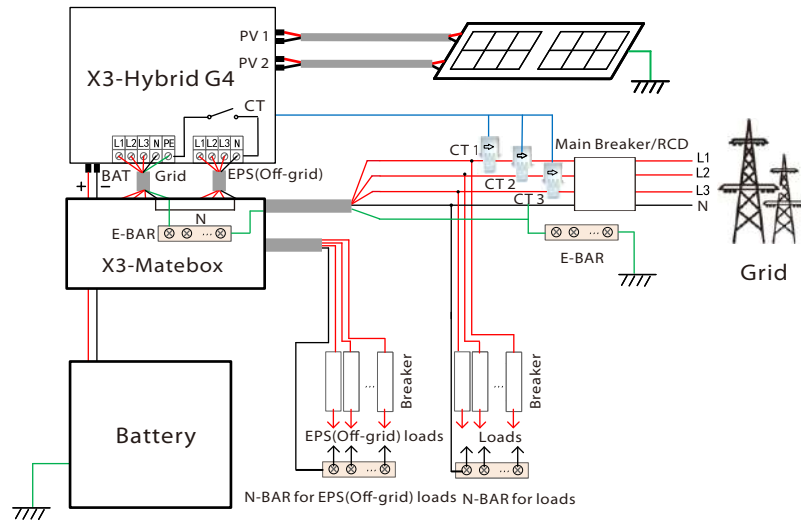 PV 1
PV 2
X3-Hybrid G4
CT
L1 L2 L3 N PE
L1 L2 L3 N
BAT
Grid
EPS(Off-grid)
+
−
N
E-BAR
X3-Matebox
CT 1
CT 2
CT 3
Main Breaker/RCD
L1
L2
L3
N
E-BAR
Grid
Battery
...
Breaker
...
Breaker
EPS(Off-grid) loads
Loads
N-BAR for EPS(Off-grid) loads
N-BAR for loads